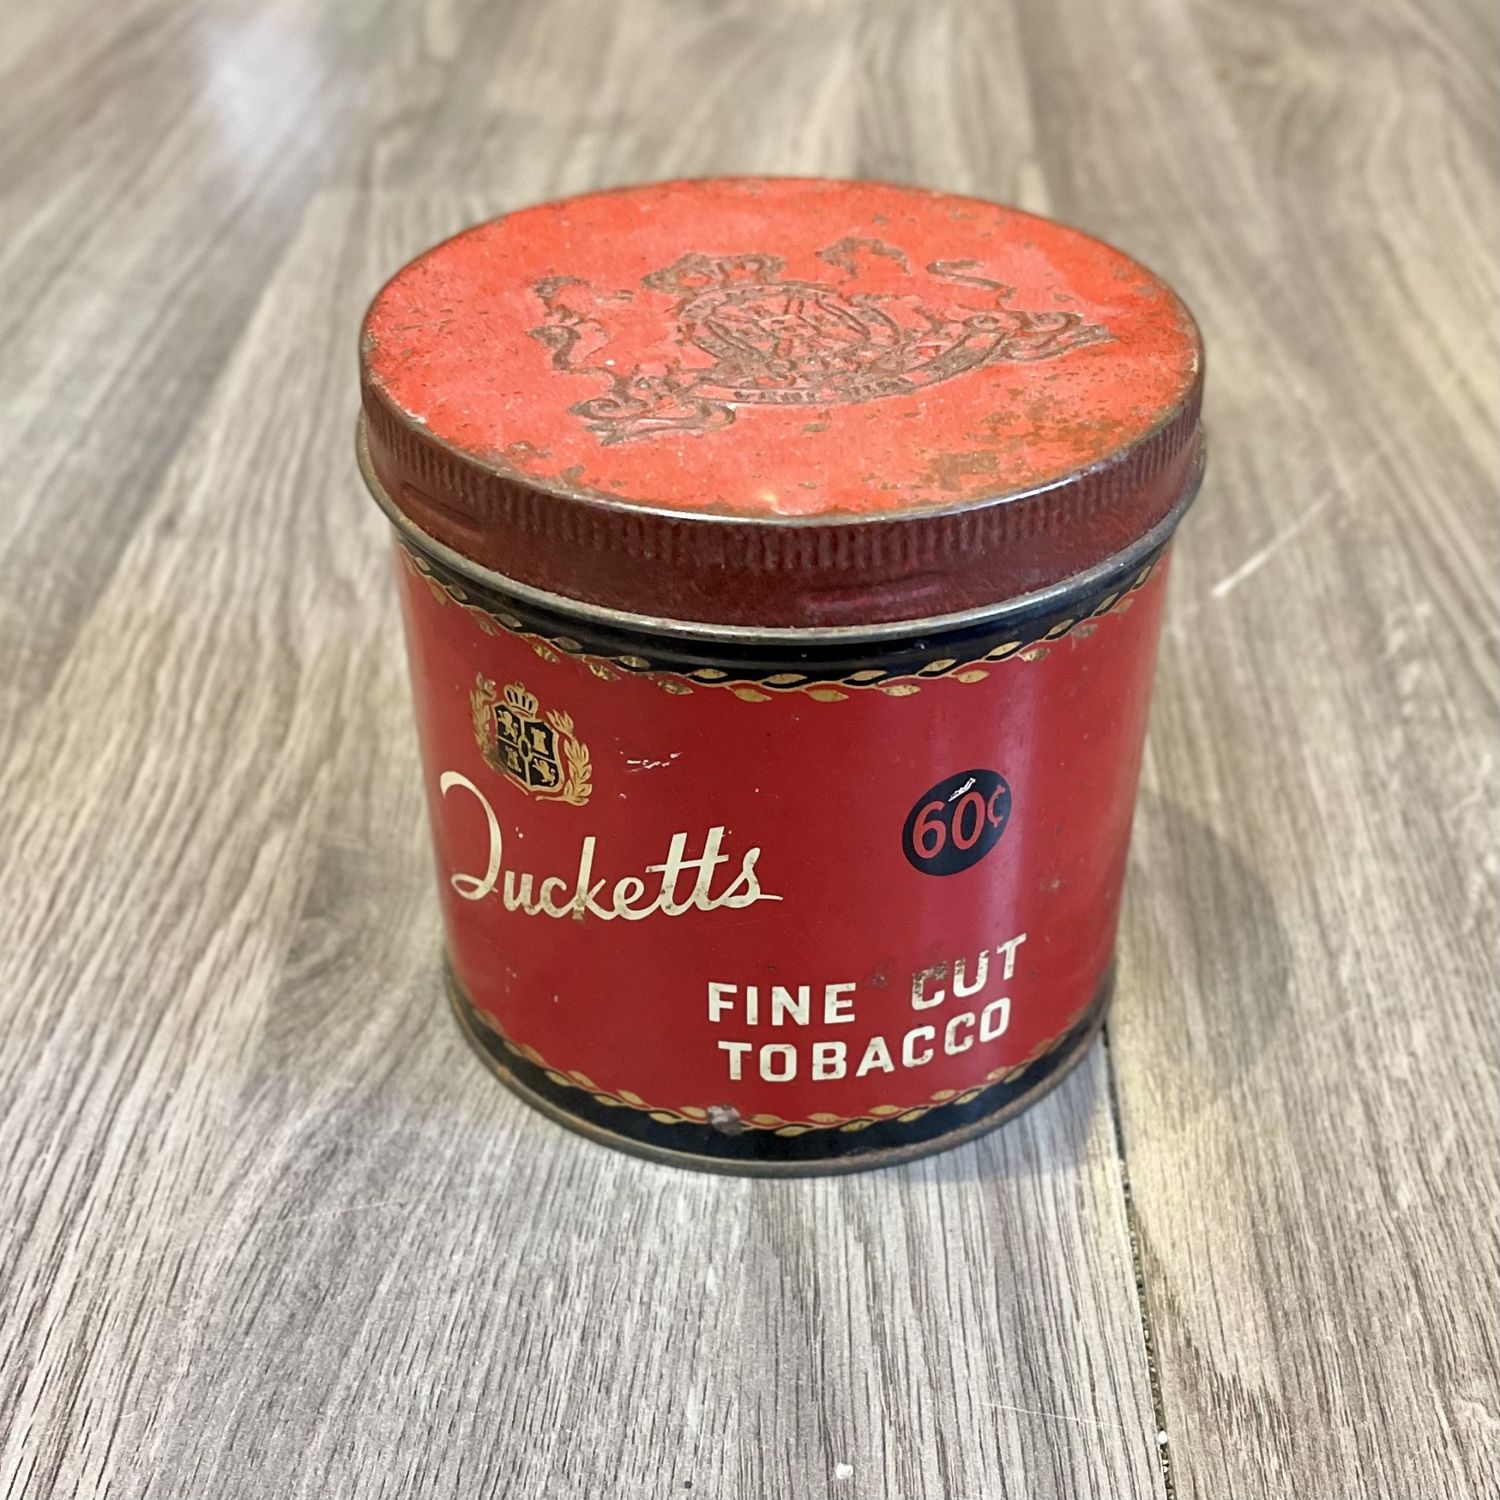 Tucketts
60¢
FINE CUT
TOBACCO